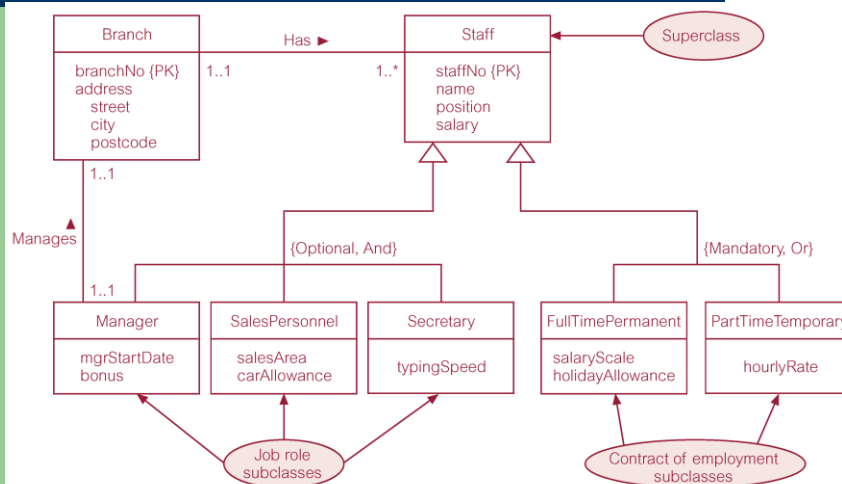 Branch
Has ►
Staff
Superclass
branchNo {PK}
address
street
city
postcode
1..1
1..*
staffNo {PK}
name
position
salary
1..1
Manages ▲
1..1
{Optional, And}
{Mandatory, Or}
Manager
mgrStartDate
bonus
SalesPersonnel
salesArea
carAllowance
Secretary
typingSpeed
FullTimePermanent
salaryScale
holidayAllowance
PartTimeTemporary
hourlyRate
Job role
subclasses
Contract of employment
subclasses